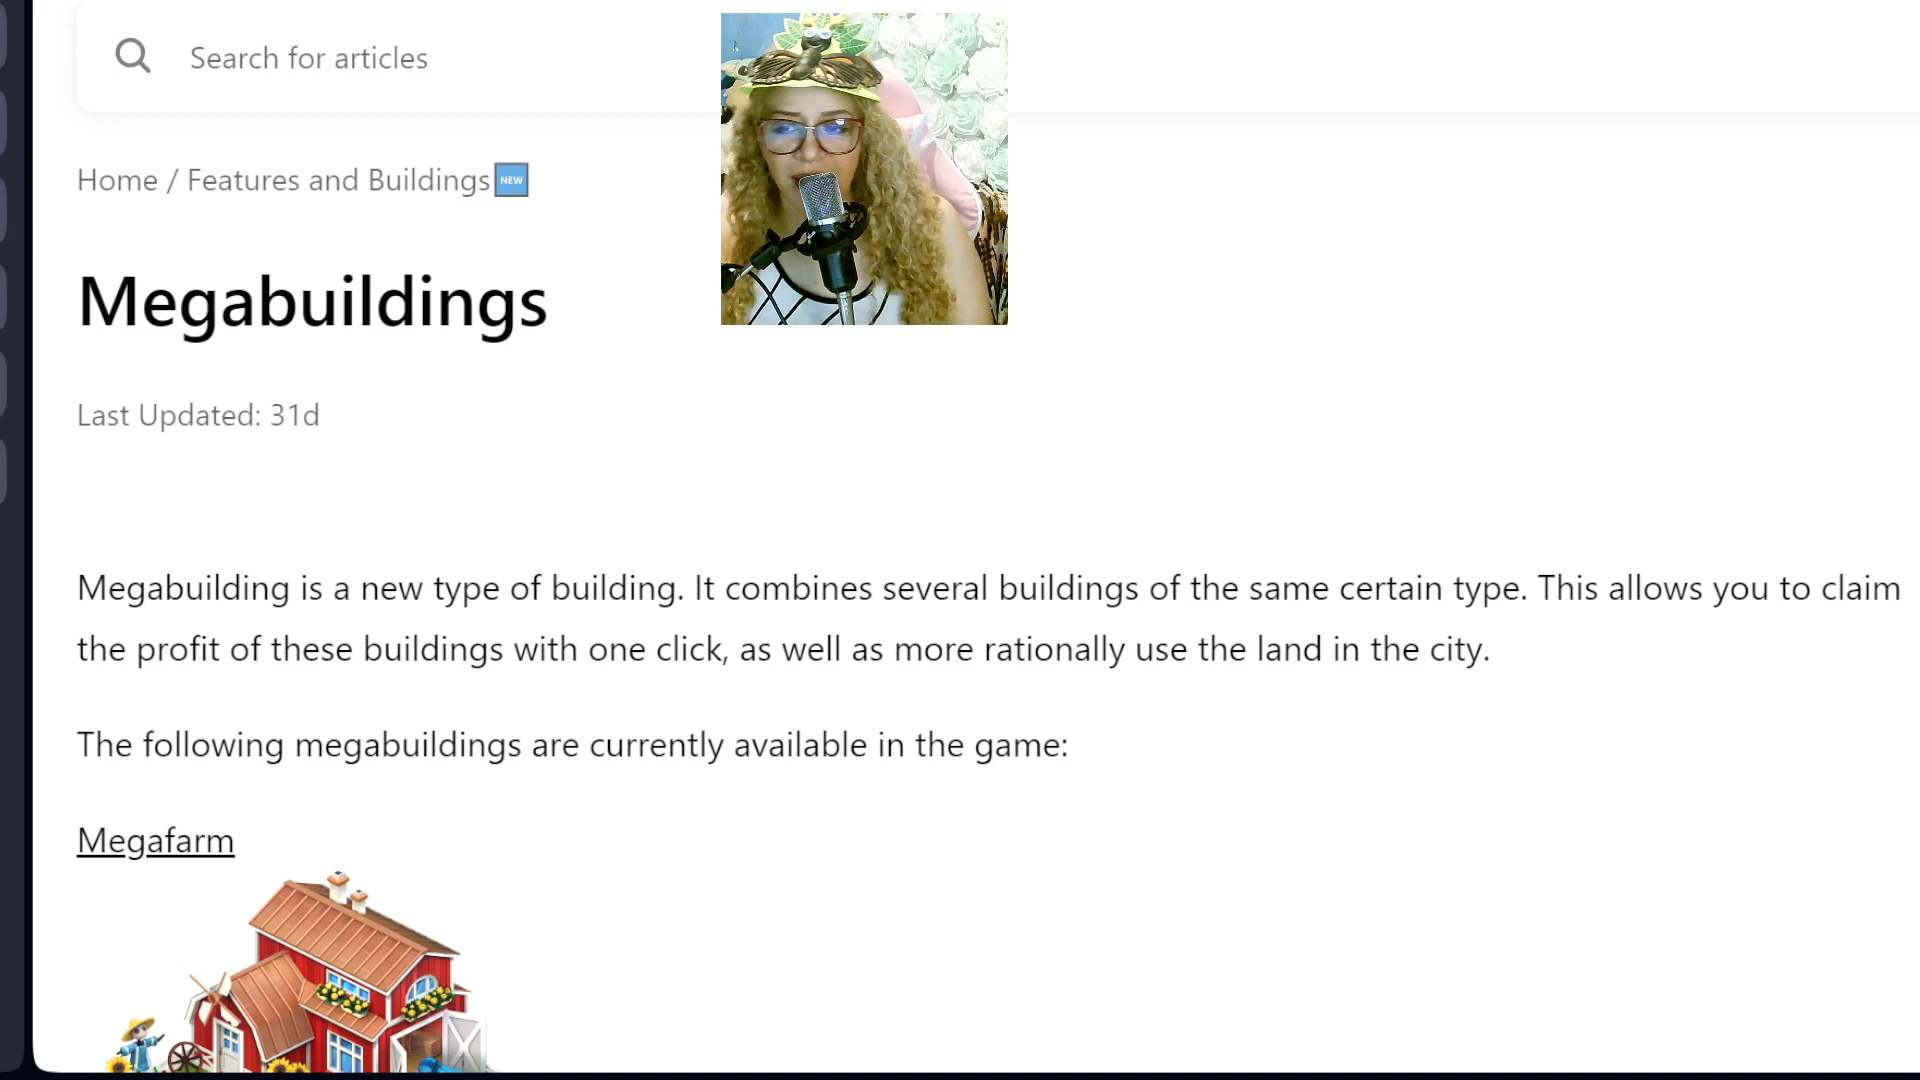 Search for articles
Home / Features and Buildings NEW
Megabuildings
Last Updated: 31d
Megabuilding is a new type of building. It combines several buildings of the same certain type. This allows you to claim
the profit of these buildings with one click, as well as more rationally use the land in the city.
The following megabuildings are currently available in the game:
Megafarm